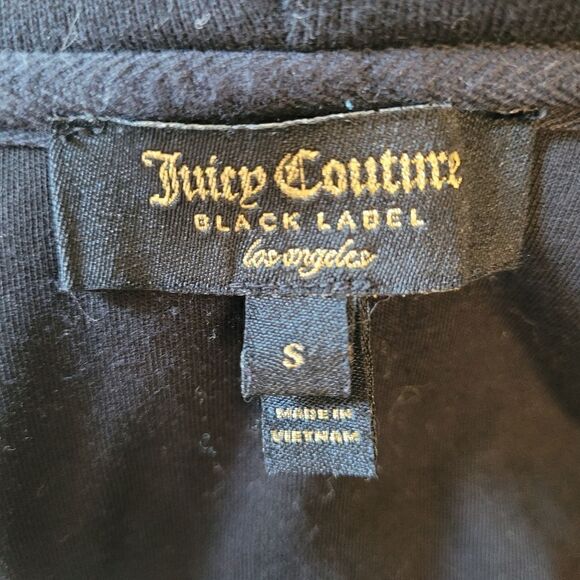 Juicy Couture
BLACK LABEL
los angeles
S
MADE IN
VIETNAM